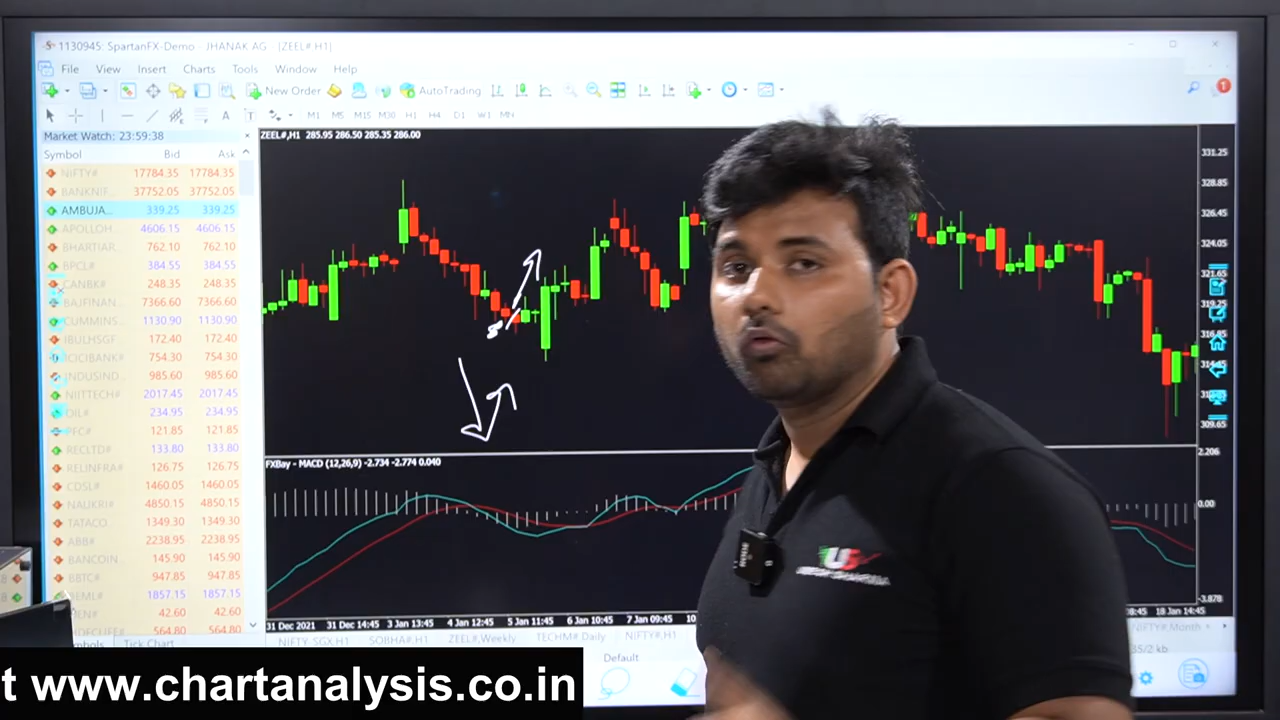 1130945: SpartanFX-Demo - JHANAK AG - [ZEEL#,H1]
File View Insert Charts Tools Window Help
New Order AutoTrading 1
A T M1 M5 M15 M30 H1 H4 D1 W1 MN
Market Watch: 23:59:38
Symbol Bid Ask
NIFTY# 17784.35 17784.35
BANKNIF... 37752.05 37752.05
AMBUJA... 339.25 339.25
APOLLOH... 4606.15 4606.15
BHARTIAR... 762.10 762.10
BPCL# 384.55 384.55
CANBK# 248.35 248.35
BAJFINAN... 7366.60 7366.60
CUMMINS... 1130.90 1130.90
IBULHSGF... 172.40 172.40
ICICIBANK# 754.30 754.30
INDUSIND... 985.60 985.60
NIITTECH# 2017.45 2017.45
OIL# 234.95 234.95
PFC# 121.85 121.85
RECLTD# 133.80 133.80
RELINFRA# 126.75 126.75
CDSL# 1460.05 1460.05
NAUKRI# 4850.15 4850.15
TATACO... 1349.30 1349.30
ABB# 2238.95 2238.95
BANCOIN... 145.90 145.90
BBTC# 947.85 947.85
BEML# 1857.15 1857.15
42.60 42.60
564.80 564.80
Tick Chart
ZEEL#,H1 285.95 286.50 285.35 286.00
331.25
328.85
326.45
324.05
321.65
319.25
316.85
309.65
FXBay - MACD (12,26,9) -2.734 -2.774 0.040
2.206
0.00
-3.878
31 Dec 2021 31 Dec 14:45 3 Jan 13:45 4 Jan 12:45 5 Jan 11:45 6 Jan 10:45 7 Jan 09:45 18 Jan 14:45
NIFTY-SGX,H1 SOBHA#,H1 ZEEL#,Weekly TECHM#,Daily NIFTY#,H1
Default
t www.chartanalysis.co.in